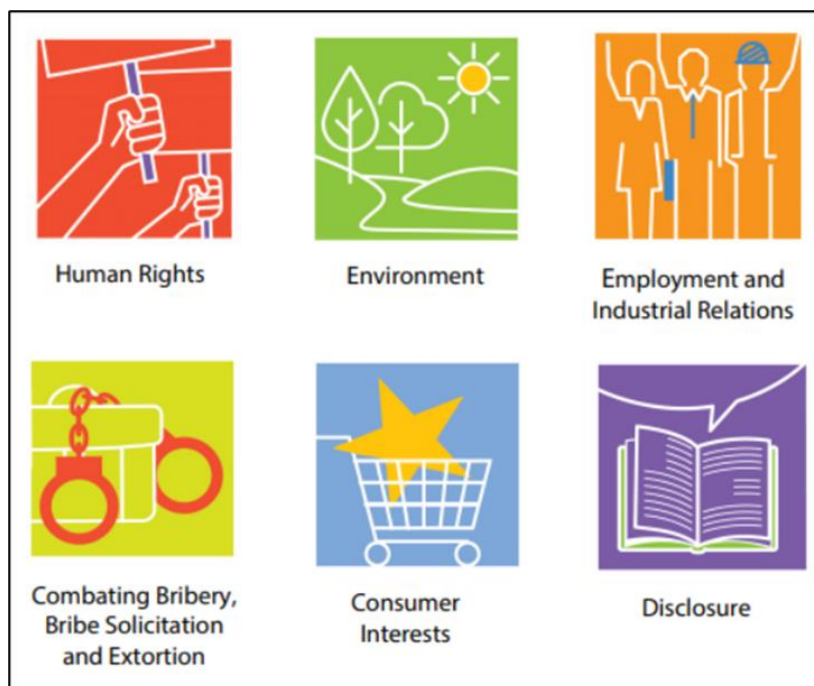 Human Rights
Environment
Employment and
Industrial Relations
Combating Bribery,
Bribe Solicitation
and Extortion
Consumer
Interests
Disclosure